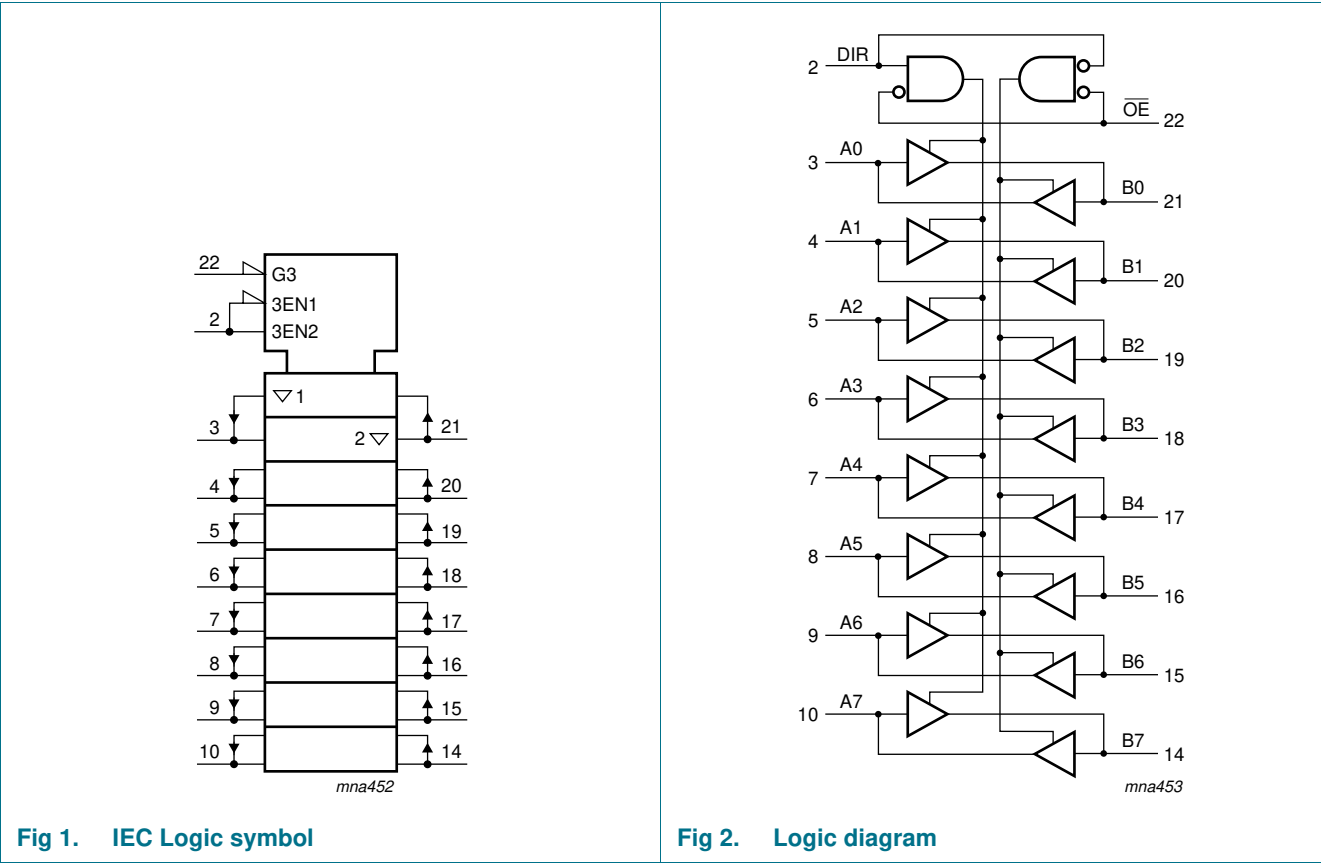 22
G3
3EN1
2
3EN2
1
3
21
2
4
20
5
19
6
18
7
17
8
16
9
15
10
14
mna452
Fig 1. IEC Logic symbol
2 DIR
OE
22
3 A0
B0
21
4 A1
B1
20
5 A2
B2
19
6 A3
B3
18
7 A4
B4
17
8 A5
B5
16
9 A6
B6
15
10 A7
B7
14
mna453
Fig 2. Logic diagram